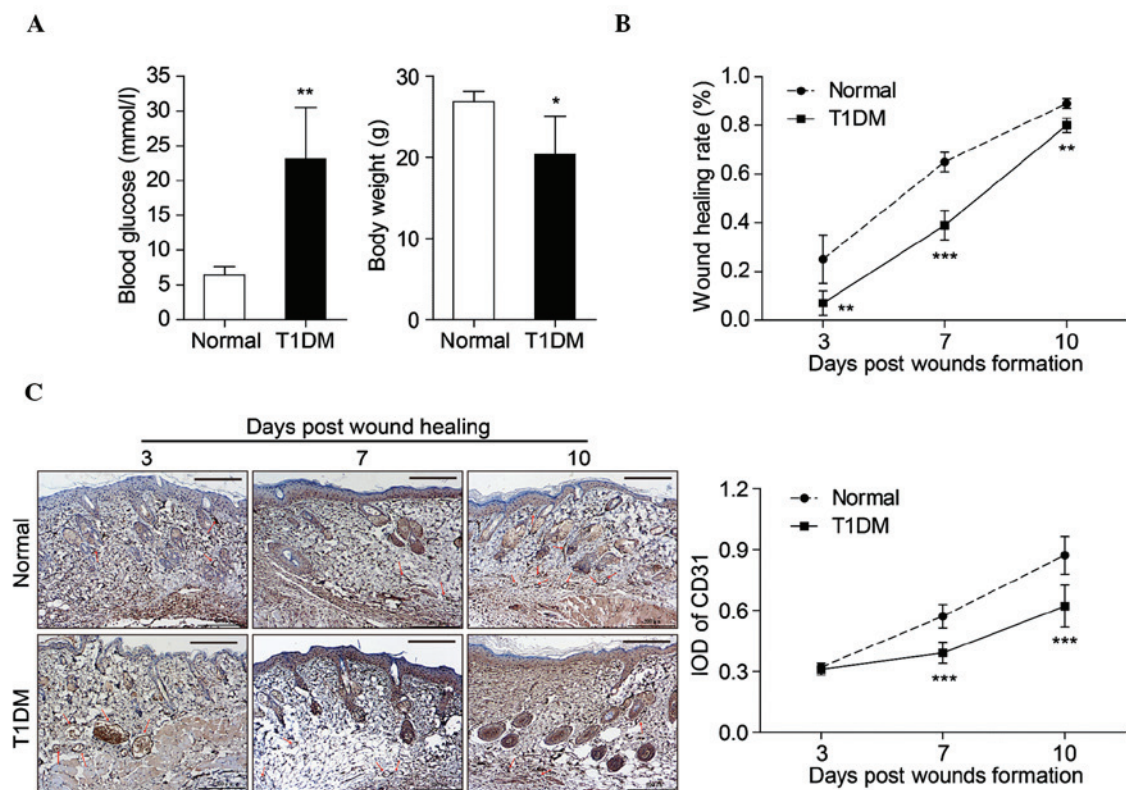 A
Blood glucose (mmol/l)
35
30
25
20
15
10
5
0
**
Normal
T1DM
Body weight (g)
30
20
10
0
*
Normal
T1DM
B
Wound healing rate (%)
1.0
0.8
0.6
0.4
0.2
0.0
Normal
T1DM
**
***
**
3
7
10
Days post wounds formation
C
Days post wound healing
3
7
10
Normal
T1DM
IOD of CD31
1.2
0.9
0.6
0.3
0.0
Normal
T1DM
***
***
3
7
10
Days post wounds formation